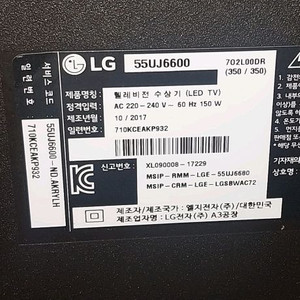 LG 55UJ6600 702L00DR
(350 / 350)
제품명칭: 텔레비전 수상기 (LED TV)
정격입력: AC 220-240 V~ 60 Hz 150 W
제조년월: 10 / 2017
일련번호: 710KCEAKP932
신고번호: XL090008-17229
MSIP-RMM-LGE-55UJ6680
MSIP-CRM-LGE-LGSBWAC72
제조자/제조국: 엘지전자(주)/대한민국
제조업자명: LG전자(주) A3공장
서비스 코드
55UJ6600-ND.AKRYLH
일련 번호
710KCEAKP932